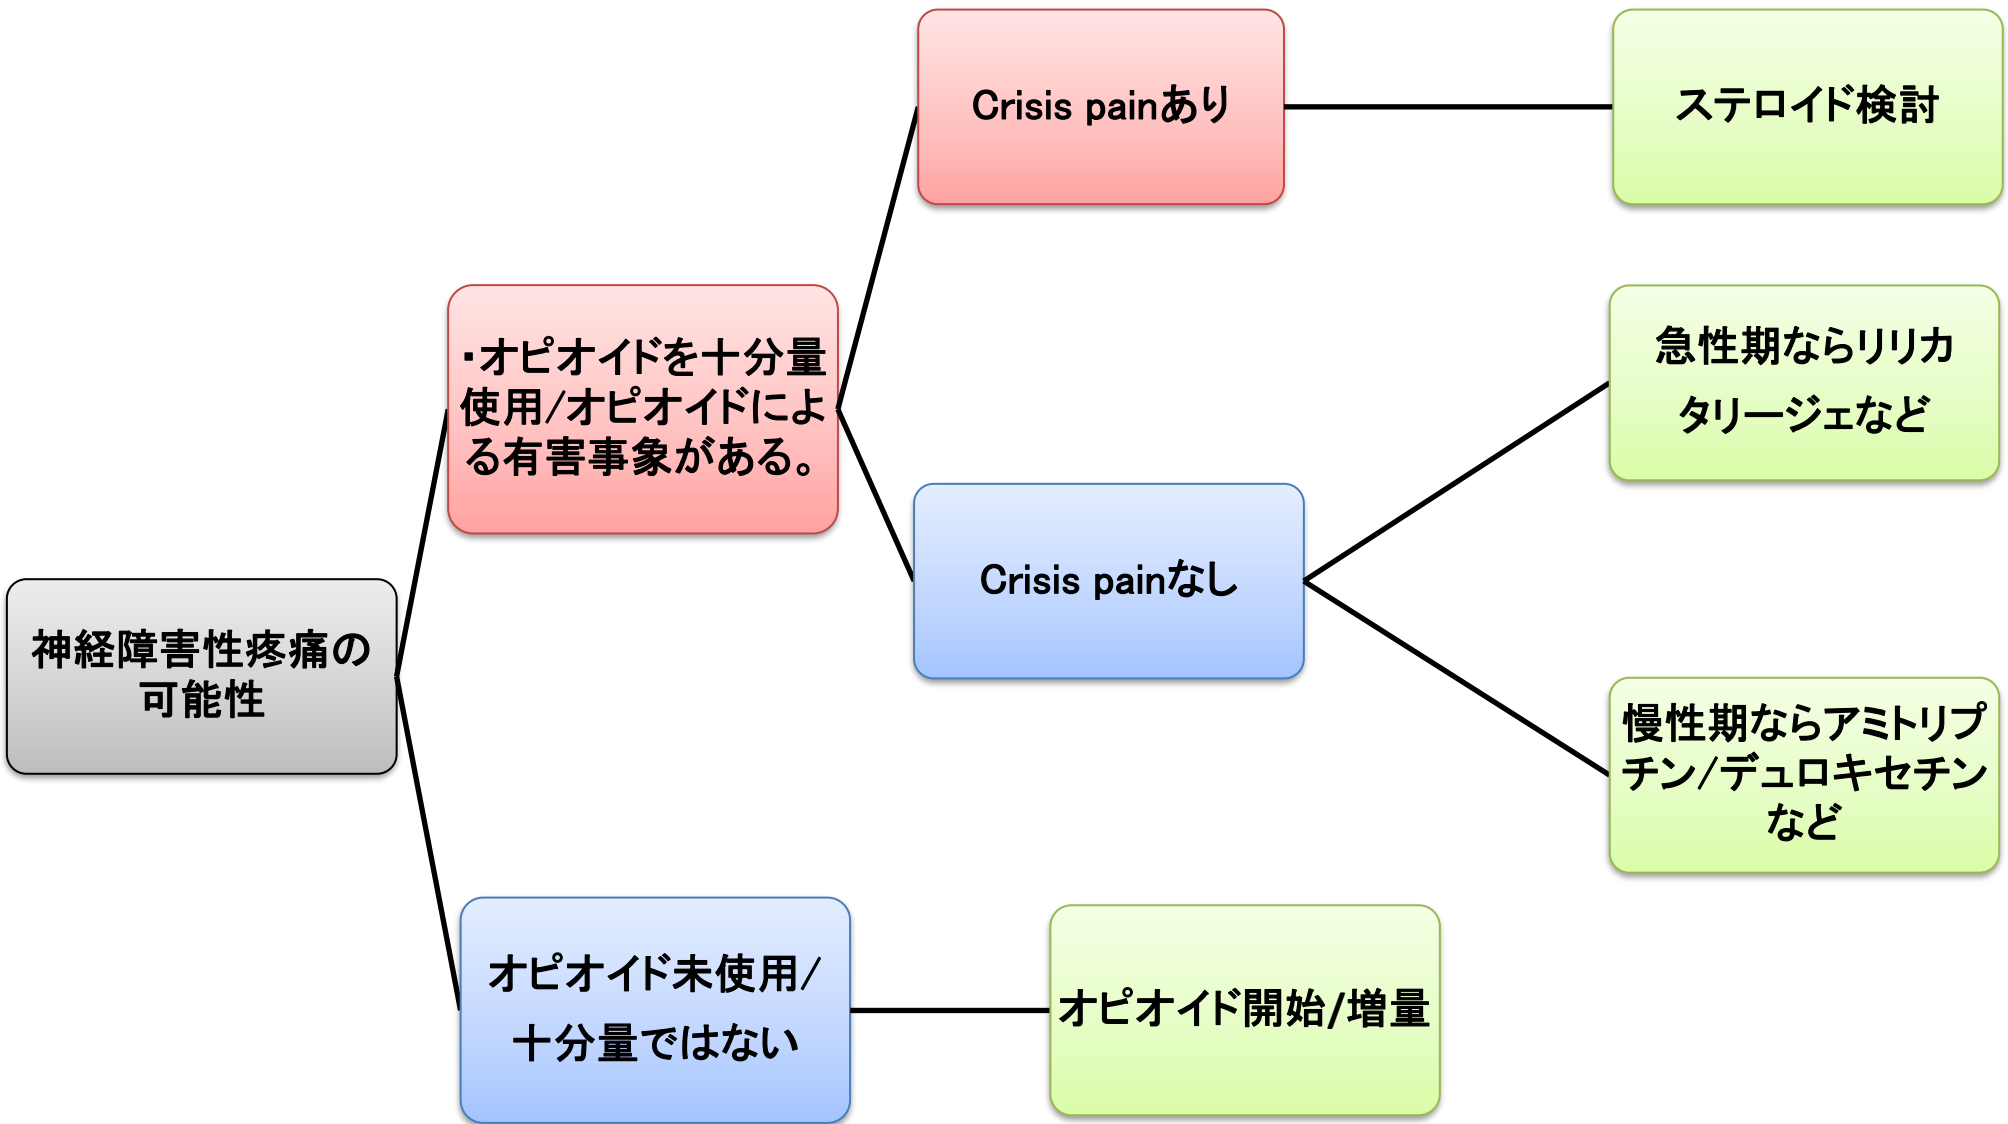 神経障害性疼痛の
可能性
・オピオイドを十分量
使用/オピオイドによ
る有害事象がある。
Crisis painあり
ステロイド検討
Crisis painなし
急性期ならリリカ
タリージェなど
慢性期ならアミトリプ
チン/デュロキセチン
など
オピオイド未使用/
十分量ではない
オピオイド開始/増量